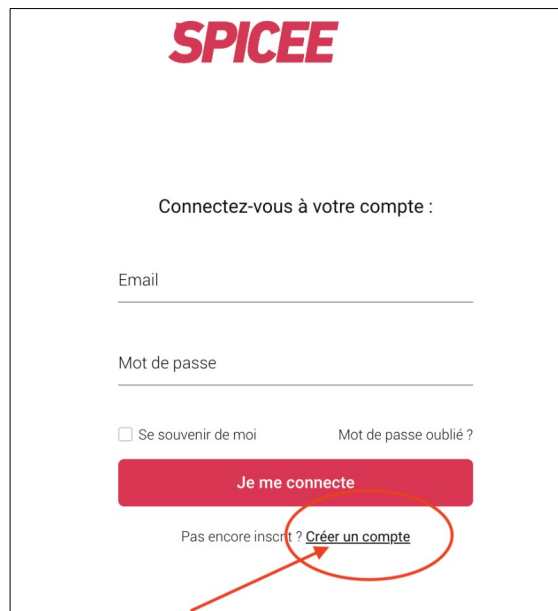 SPICEE
Connectez-vous à votre compte :
Email
Mot de passe
Se souvenir de moi Mot de passe oublié ?
Je me connecte
Pas encore inscrit ? Créer un compte